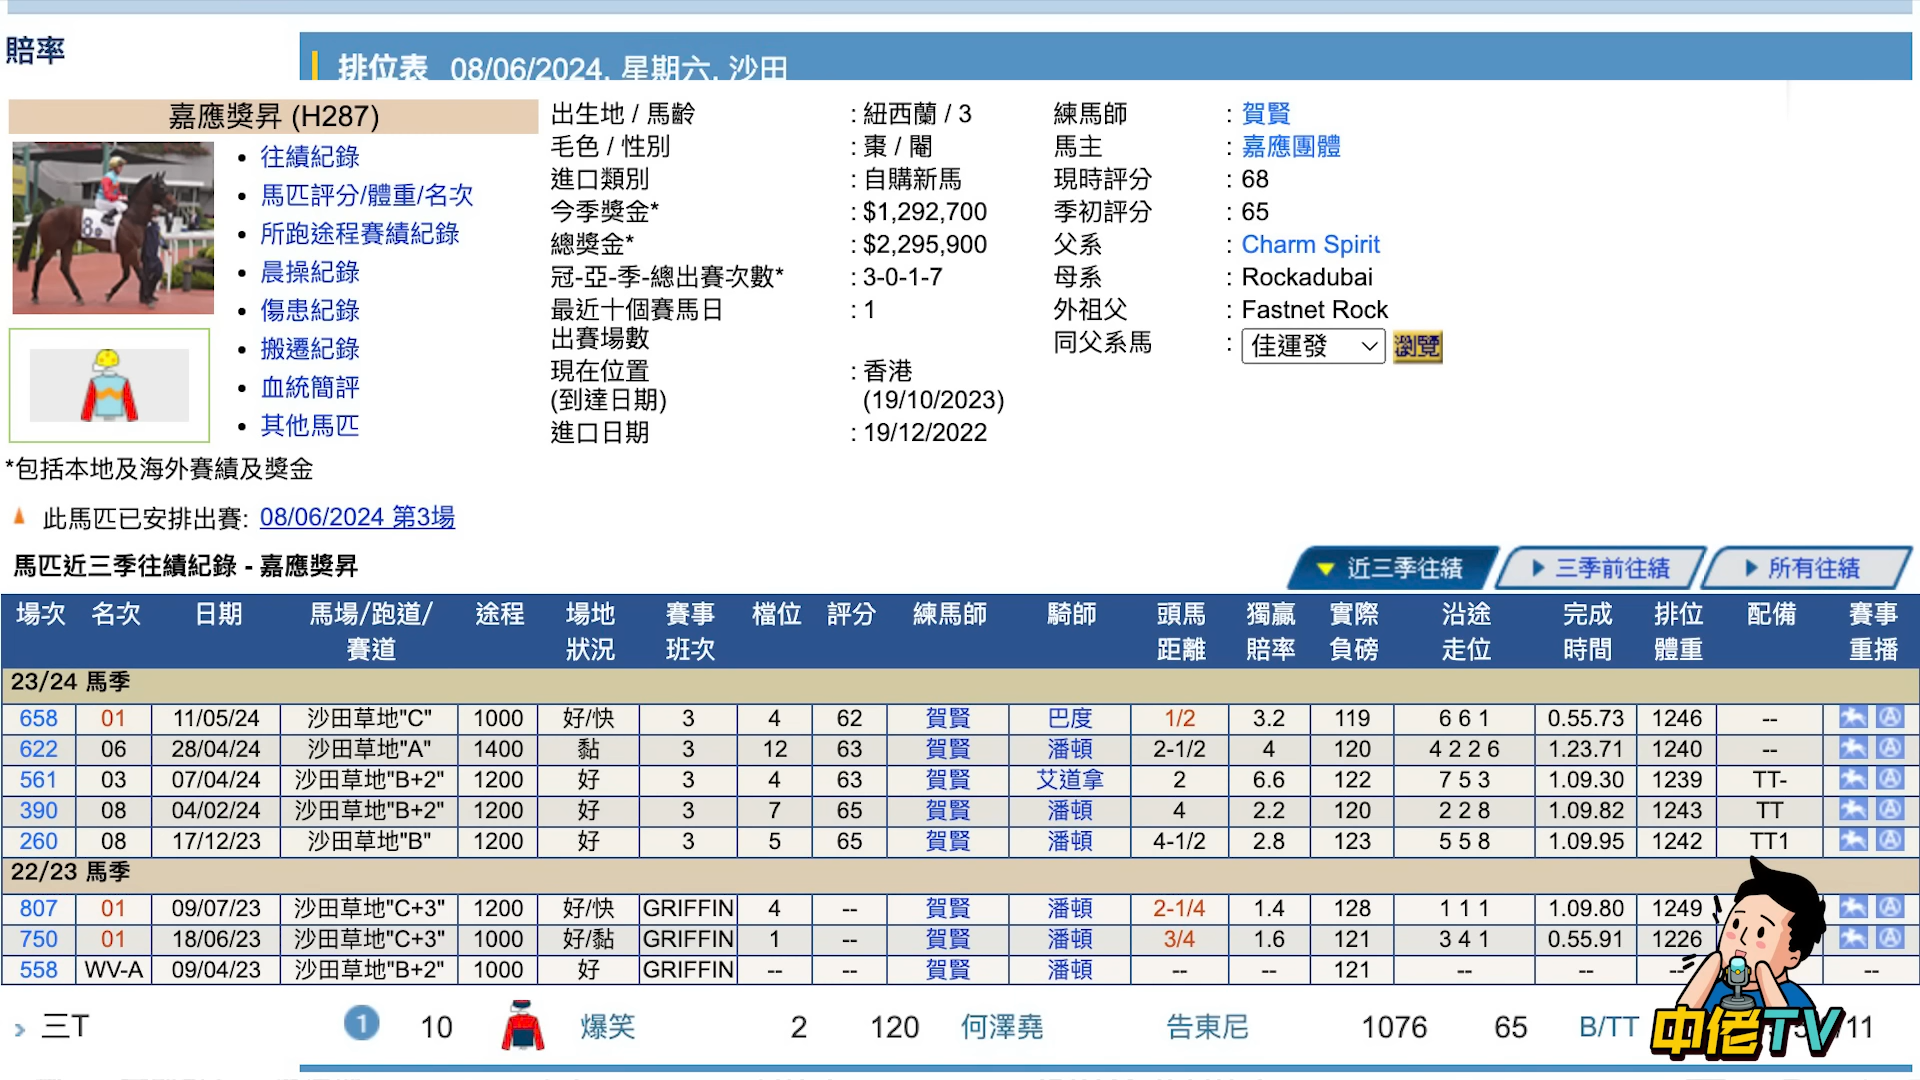 賠率
排位表 08/06/2024, 星期六, 沙田
嘉應獎昇 (H287)
• 往績紀錄
• 馬匹評分/體重/名次
• 所跑途程賽績紀錄
• 晨操紀錄
• 傷患紀錄
• 搬遷紀錄
• 血統簡評
• 其他馬匹
出生地 / 馬齡 : 紐西蘭 / 3
毛色 / 性別 : 棗 / 閹
進口類別 : 自購新馬
今季獎金* : $1,292,700
總獎金* : $2,295,900
冠-亞-季-總出賽次數* : 3-0-1-7
最近十個賽馬日 : 1
出賽場數
現在位置 : 香港
(到達日期) (19/10/2023)
進口日期 : 19/12/2022
練馬師 : 賀賢
馬主 : 嘉應團體
現時評分 : 68
季初評分 : 65
父系 : Charm Spirit
母系 : Rockadubai
外祖父 : Fastnet Rock
同父系馬 : 佳運發 瀏覽
*包括本地及海外賽績及獎金
此馬匹已安排出賽: 08/06/2024 第3場
馬匹近三季往績紀錄 - 嘉應獎昇
近三季往績 三季前往績 所有往績
場次 名次 日期 馬場/跑道/賽道 途程 場地狀況 賽事班次 檔位 評分 練馬師 騎師 頭馬距離 獨贏賠率 實際負磅 沿途走位 完成時間 排位體重 配備 賽事重播
23/24 馬季
658 01 11/05/24 沙田草地"C" 1000 好/快 3 4 62 賀賢 巴度 1/2 3.2 119 6 6 1 0.55.73 1246 --
622 06 28/04/24 沙田草地"A" 1400 黏 3 12 63 賀賢 潘頓 2-1/2 4 120 4 2 2 6 1.23.71 1240 --
561 03 07/04/24 沙田草地"B+2" 1200 好 3 4 63 賀賢 艾道拿 2 6.6 122 7 5 3 1.09.30 1239 TT-
390 08 04/02/24 沙田草地"B+2" 1200 好 3 7 65 賀賢 潘頓 4 2.2 120 2 2 8 1.09.82 1243 TT
260 08 17/12/23 沙田草地"B" 1200 好 3 5 65 賀賢 潘頓 4-1/2 2.8 123 5 5 8 1.09.95 1242 TT1
22/23 馬季
807 01 09/07/23 沙田草地"C+3" 1200 好/快 GRIFFIN 4 -- 賀賢 潘頓 2-1/4 1.4 128 1 1 1 1.09.80 1249
750 01 18/06/23 沙田草地"C+3" 1000 好/黏 GRIFFIN 1 -- 賀賢 潘頓 3/4 1.6 121 3 4 1 0.55.91 1226
558 WV-A 09/04/23 沙田草地"B+2" 1000 好 GRIFFIN -- -- 賀賢 潘頓 -- -- 121 -- -- -- --
三T 1 10 爆笑 2 120 何澤堯 告東尼 1076 65 B/TT /11
中佬TV